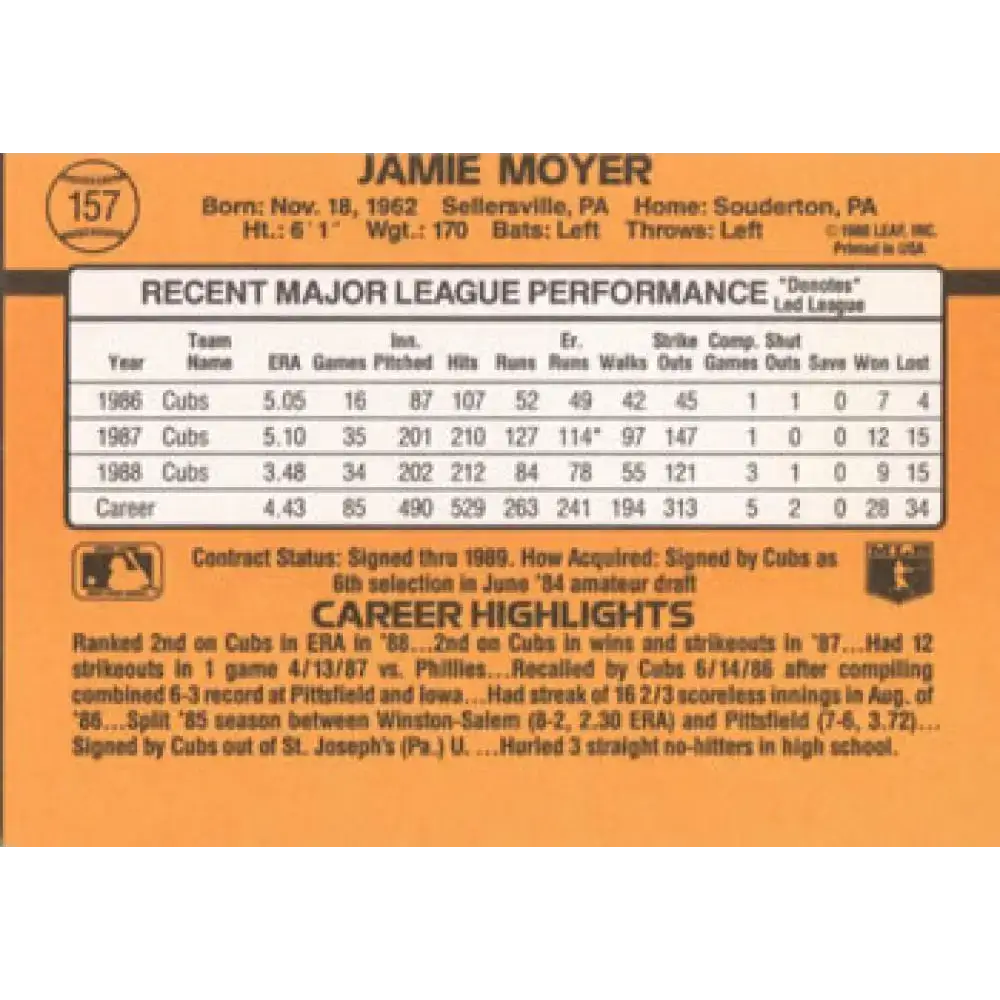 JAMIE MOYER
157
Born: Nov. 18, 1962 Sellersville, PA Home: Souderton, PA
Ht.: 6'1" Wgt.: 170 Bats: Left Throws: Left
© 1988 LEAF, INC.
Printed in USA
RECENT MAJOR LEAGUE PERFORMANCE
"Denotes"
Led League
Year Team Name ERA Games Inn. Pitched Hits Runs Er. Runs Walks Strike Outs Comp. Games Shut Outs Save Won Lost
1986 Cubs 5.05 16 87 107 52 49 42 45 1 1 0 7 4
1987 Cubs 5.10 35 201 210 127 114* 97 147 1 0 0 12 15
1988 Cubs 3.48 34 202 212 84 78 55 121 3 1 0 9 15
Career 4.43 85 490 529 263 241 194 313 5 2 0 28 34
Contract Status: Signed thru 1989. How Acquired: Signed by Cubs as
6th selection in June '84 amateur draft
MLB
CAREER HIGHLIGHTS
Ranked 2nd on Cubs in ERA in '88...2nd on Cubs in wins and strikeouts in '87...Had 12
strikeouts in 1 game 4/13/87 vs. Phillies...Recalled by Cubs 6/14/86 after compiling
combined 6-3 record at Pittsfield and Iowa...Had streak of 16 2/3 scoreless innings in Aug. of
'86...Split '85 season between Winston-Salem (8-2, 2.30 ERA) and Pittsfield (7-6, 3.72)...
Signed by Cubs out of St. Joseph's (Pa.) U. ...Hurled 3 straight no-hitters in high school.